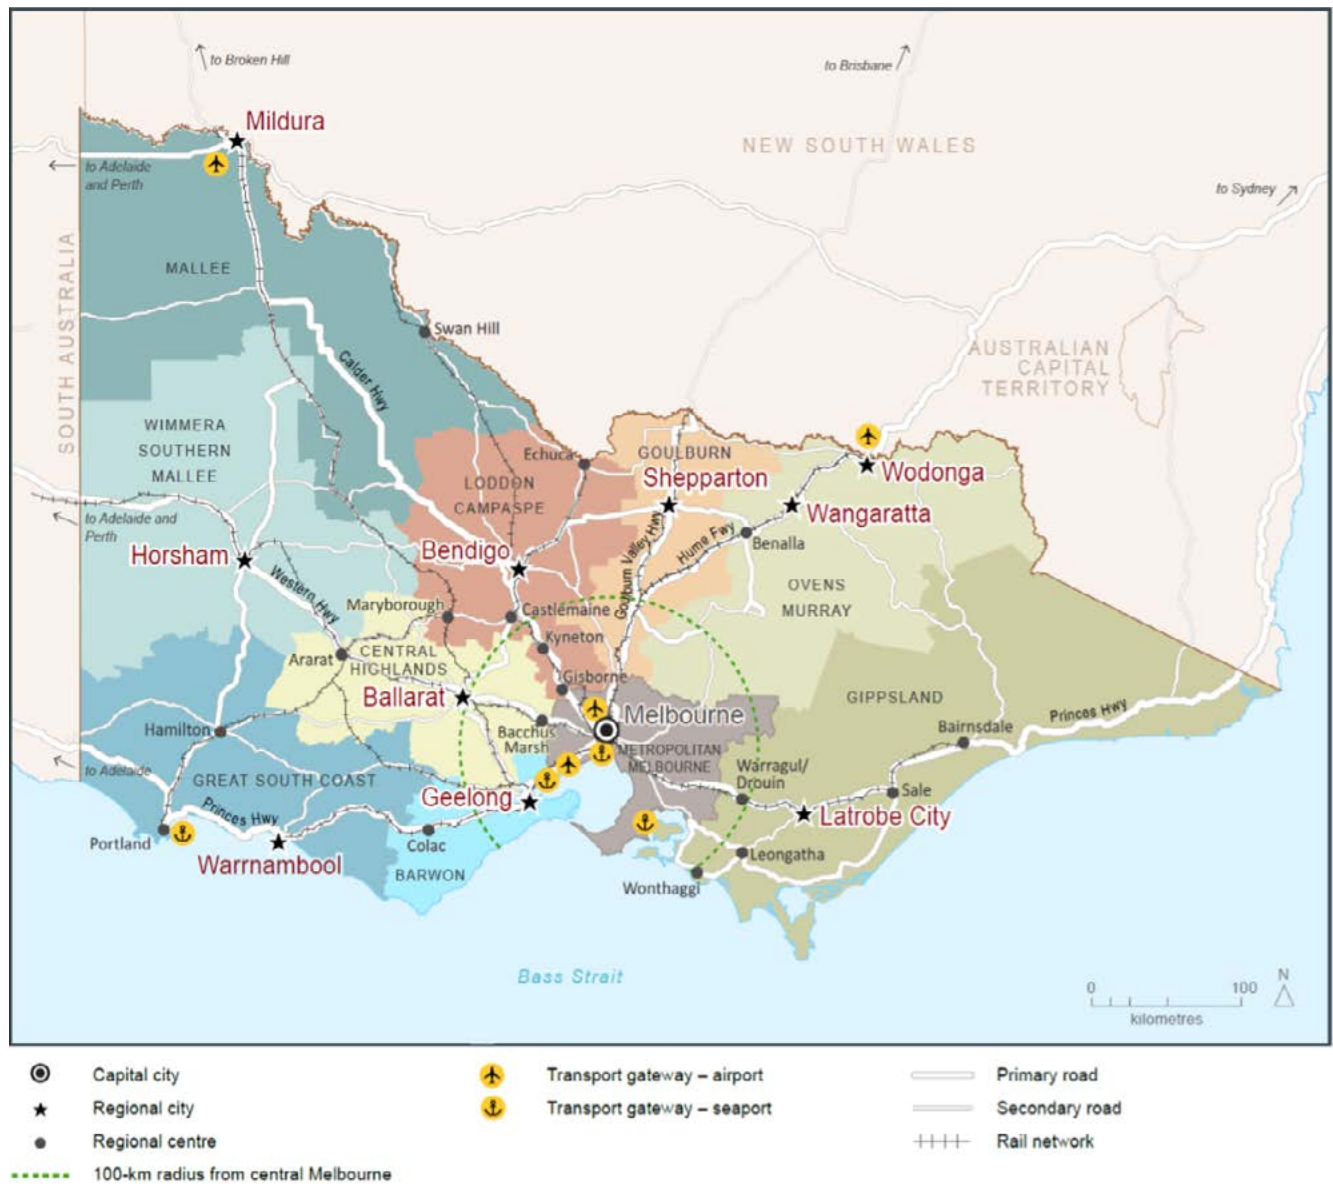 to Broken Hill
to Brisbane
Mildura
NEW SOUTH WALES
to Adelaide
and Perth
to Sydney
SOUTH AUSTRALIA
MALLEE
Swan Hill
Calder Hwy
AUSTRALIAN
CAPITAL
TERRITORY
WIMMERA
SOUTHERN
MALLEE
Echuca
GOULBURN
Shepparton
Wodonga
LODDON
CAMPASPE
Wangaratta
to Adelaide and
Perth
Horsham
Bendigo
Goulburn Valley Hwy
Hume Fwy
Benalla
Western Hwy
OVENS
MURRAY
Maryborough
Castlemaine
Kyneton
Ararat
CENTRAL
HIGHLANDS
Gisborne
Ballarat
GIPPSLAND
Melbourne
Princes Hwy
Hamilton
Bacchus
Marsh
METROPOLITAN
MELBOURNE
Bairnsdale
to Adelaide
GREAT SOUTH COAST
Warragul/
Drouin
Geelong
Sale
Princes Hwy
Latrobe City
Portland
Colac
Warrnambool
Leongatha
BARWON
Wonthaggi
Bass Strait
N
0 100
kilometres
Capital city
Transport gateway – airport
Primary road
Regional city
Transport gateway – seaport
Secondary road
Regional centre
Rail network
100-km radius from central Melbourne